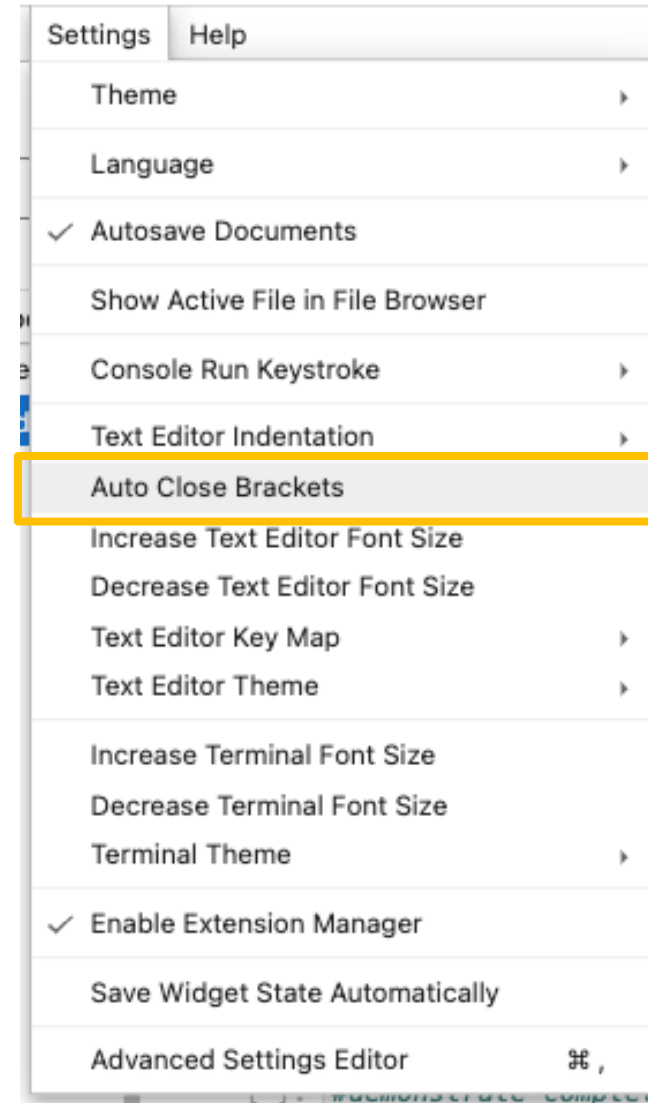 Settings Help
Theme
Language
Autosave Documents
Show Active File in File Browser
Console Run Keystroke
Text Editor Indentation
Auto Close Brackets
Increase Text Editor Font Size
Decrease Text Editor Font Size
Text Editor Key Map
Text Editor Theme
Increase Terminal Font Size
Decrease Terminal Font Size
Terminal Theme
Enable Extension Manager
Save Widget State Automatically
Advanced Settings Editor ⌘ ,